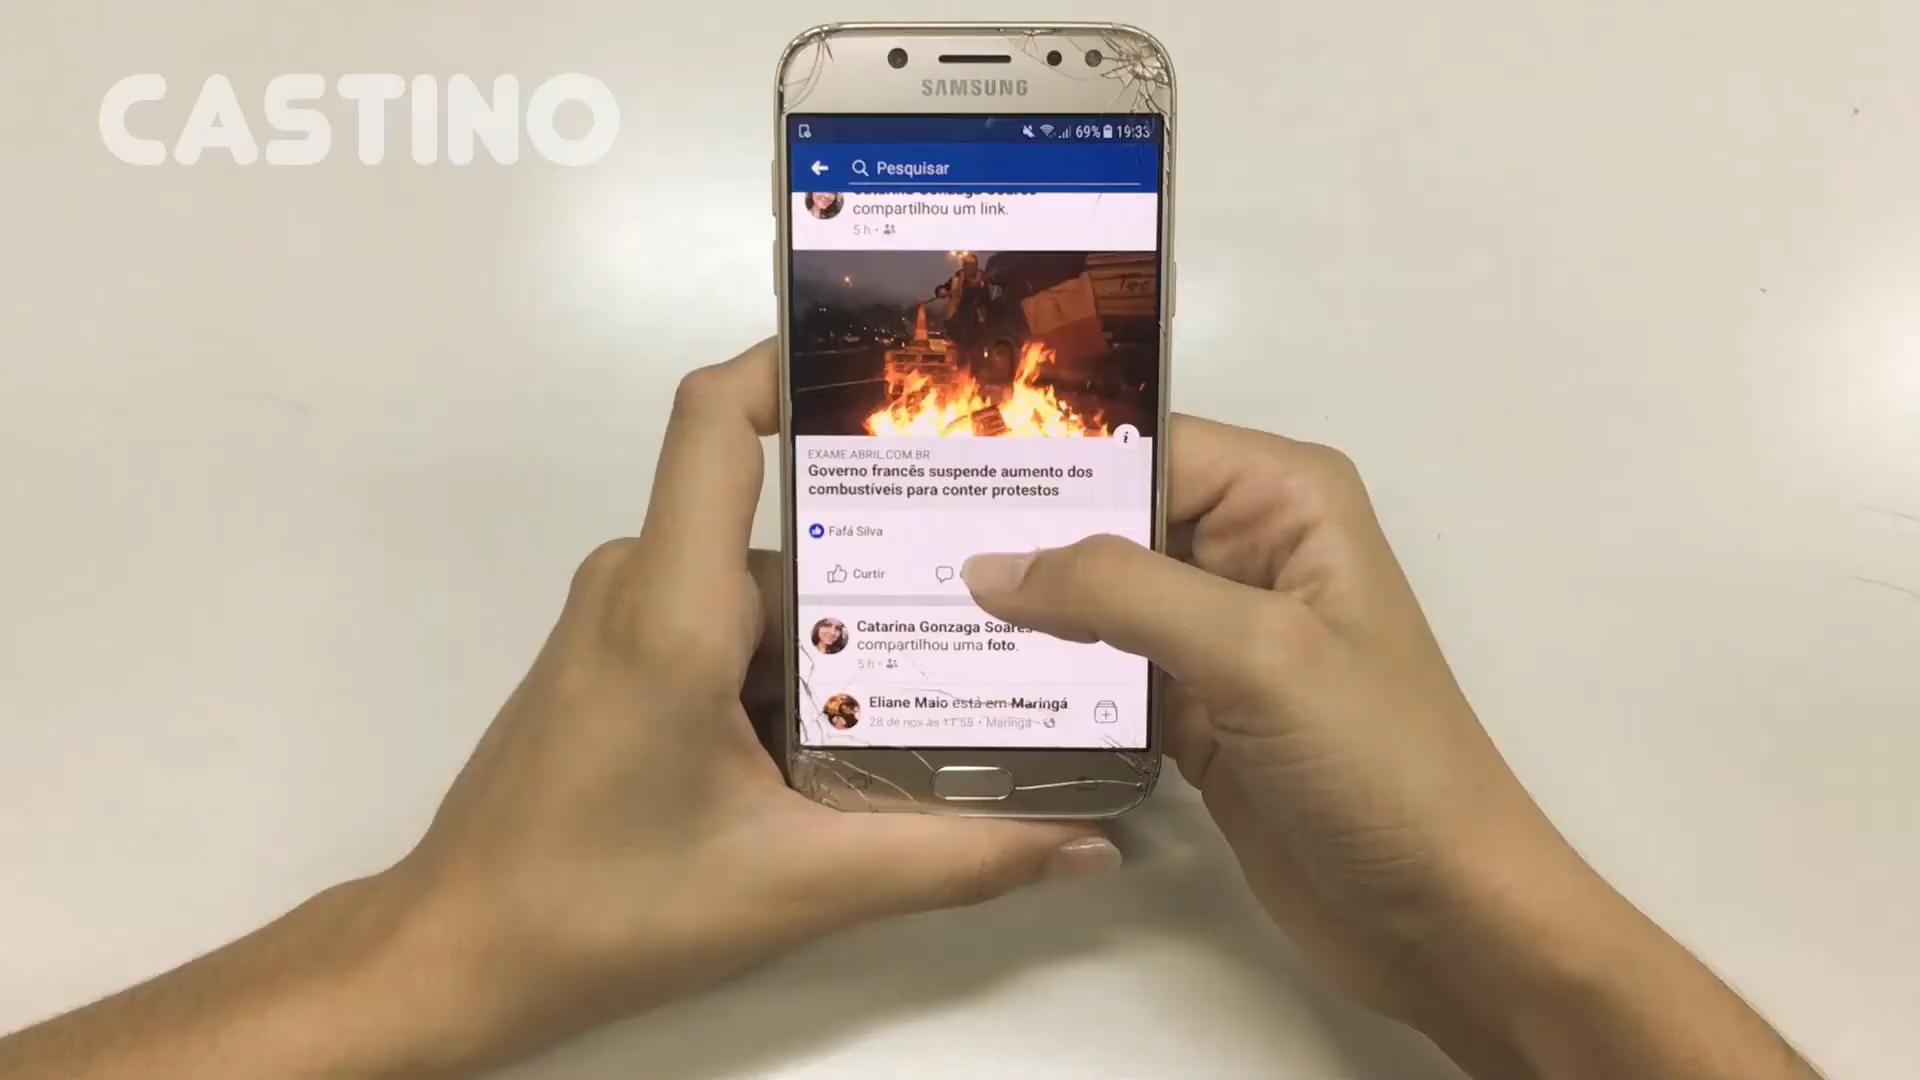 CASTINO
SAMSUNG
69% 19:33
Pesquisar
compartilhou um link.
5 h
EXAME.ABRIL.COM.BR
Governo francês suspende aumento dos
combustíveis para conter protestos
Fafá Silva
Curtir
Catarina Gonzaga Soares
compartilhou uma foto.
5 h
Eliane Maio está em Maringá
28 de nov às 11:58 • Maringá